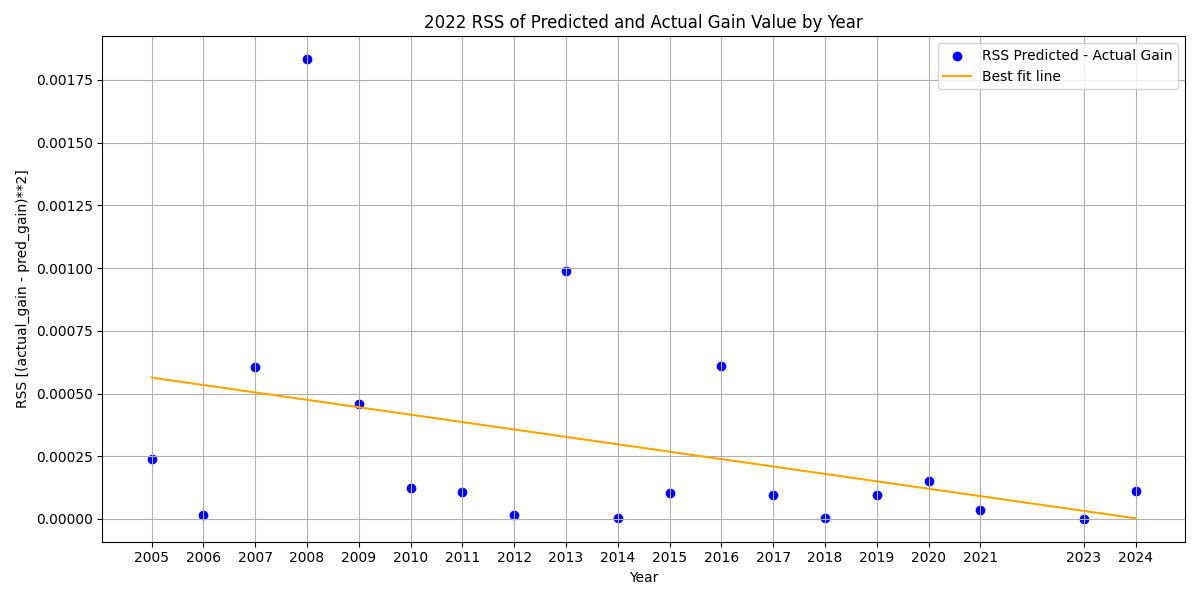 2022 RSS of Predicted and Actual Gain Value by Year
RSS Predicted - Actual Gain
Best fit line
RSS [(actual_gain - pred_gain)**2]
0.00175
0.00150
0.00125
0.00100
0.00075
0.00050
0.00025
0.00000
2005 2006 2007 2008 2009 2010 2011 2012 2013 2014 2015 2016 2017 2018 2019 2020 2021 2023 2024
Year